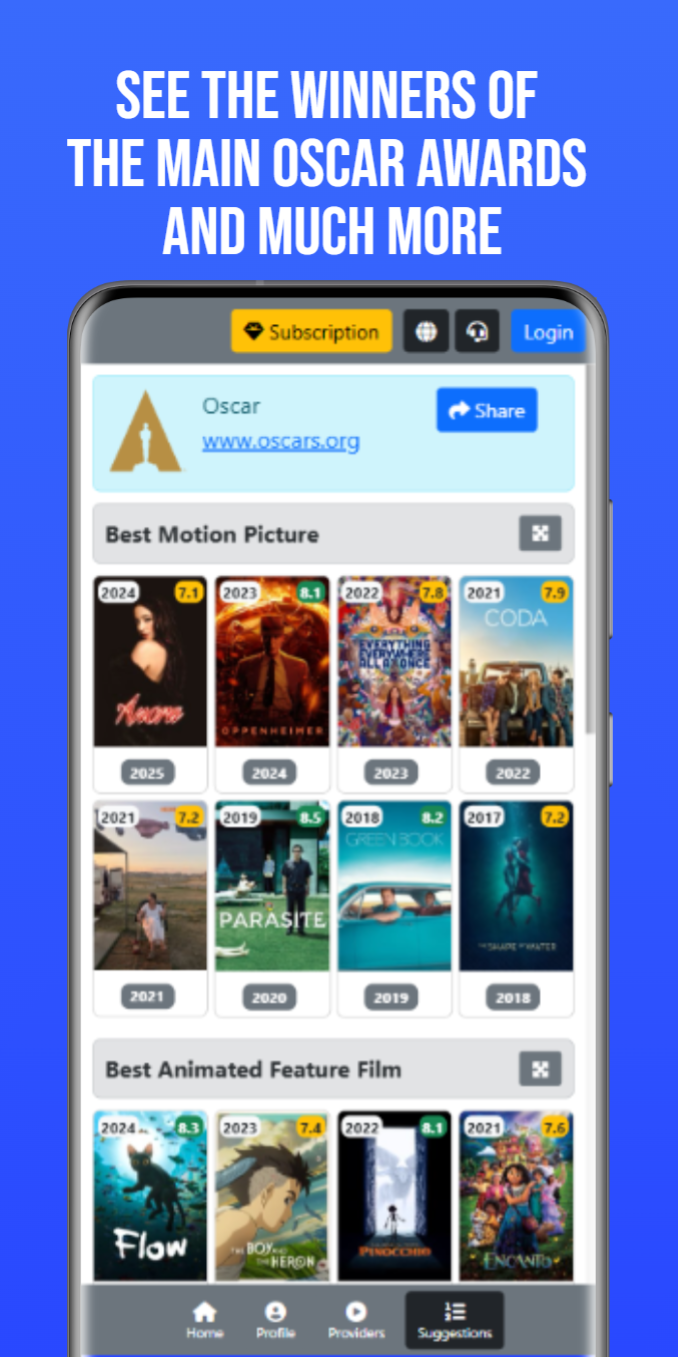 SEE THE WINNERS OF
THE MAIN OSCAR AWARDS
AND MUCH MORE
Subscription
Login
Oscar
Share
www.oscars.org
Best Motion Picture
2024 7.1 2023 8.1 2022 7.8 2021 7.9
CODA
EVERYTHING
EVERYWHERE
ALL AT ONCE
Anora
OPPENHEIMER
2025 2024 2023 2022
2021 7.2 2019 8.5 2018 8.2 2017 7.2
GREEN BOOK
PARASITE
THE SHAPE OF WATER
2021 2020 2019 2018
Best Animated Feature Film
2024 8.3 2023 7.4 2022 8.1 2021 7.6
Flow
THE BOY AND
THE HERON
PINOCCHIO
ENCANTO
Home Profile Providers Suggestions